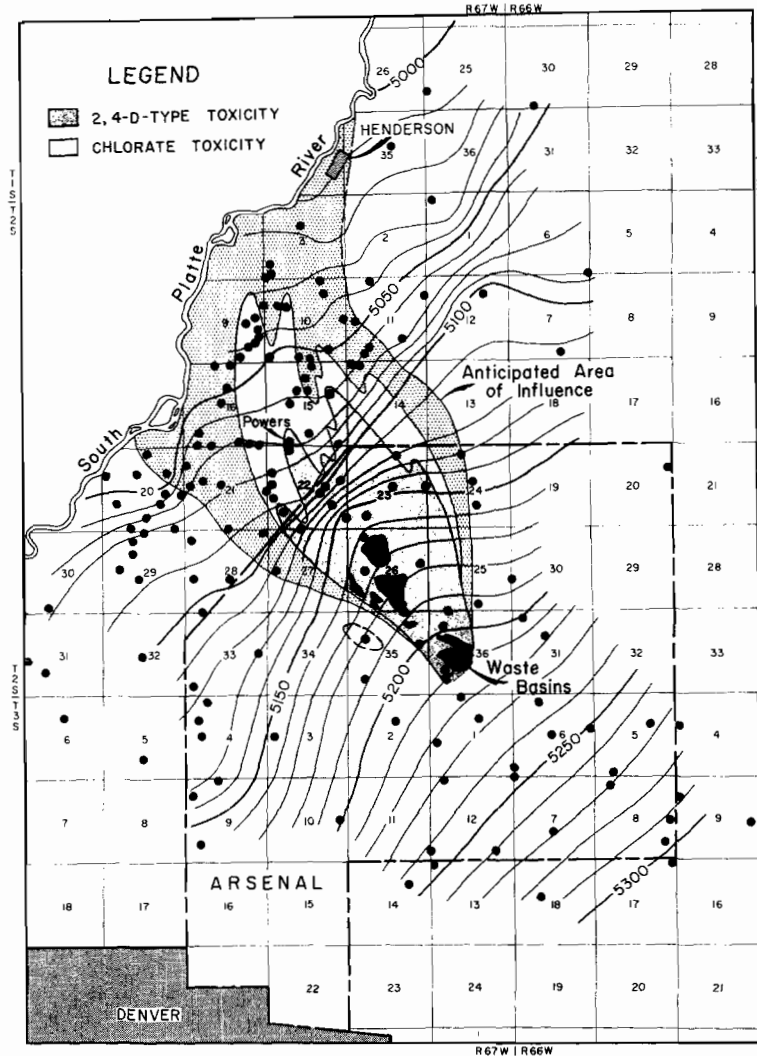 R67W | R66W
LEGEND
2,4-D-TYPE TOXICITY
CHLORATE TOXICITY
26 25 30 29 28
5000
HENDERSON
River
35 36 31 32 33
T1S T2S
3 2 1 6 5 4
Platte
5050
5100
9 10 11 12 7 8 9
Anticipated Area
of Influence
16 15 14 13 18 17 16
Powers
South
20 21 22 23 24 19 20 21
30 29 28 27 26 25 30 29 28
31 32 33 34 35 36 31 32 33
Waste
Basins
T2S T3S
5150
5200
6 5 4 3 2 1 6 5 4
5250
7 8 9 10 11 12 7 8 9
5300
ARSENAL
18 17 16 15 14 13 18 17 16
DENVER
22 23 24 19 20 21
R67W | R66W